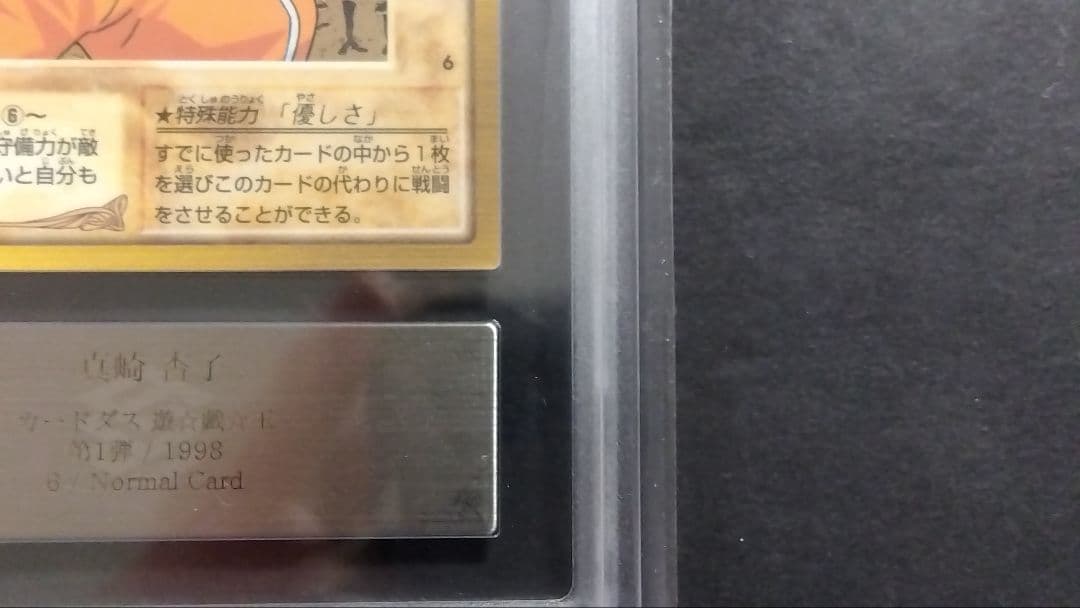 6
⑥～
守備力が敵
いと自分も
★特殊能力 「優しさ」
すでに使ったカードの中から1枚
を選びこのカードの代わりに戦闘
をさせることができる。
真崎 杏子
カードダス 遊☆戯☆王
第1弾 / 1998
6 / Normal Card